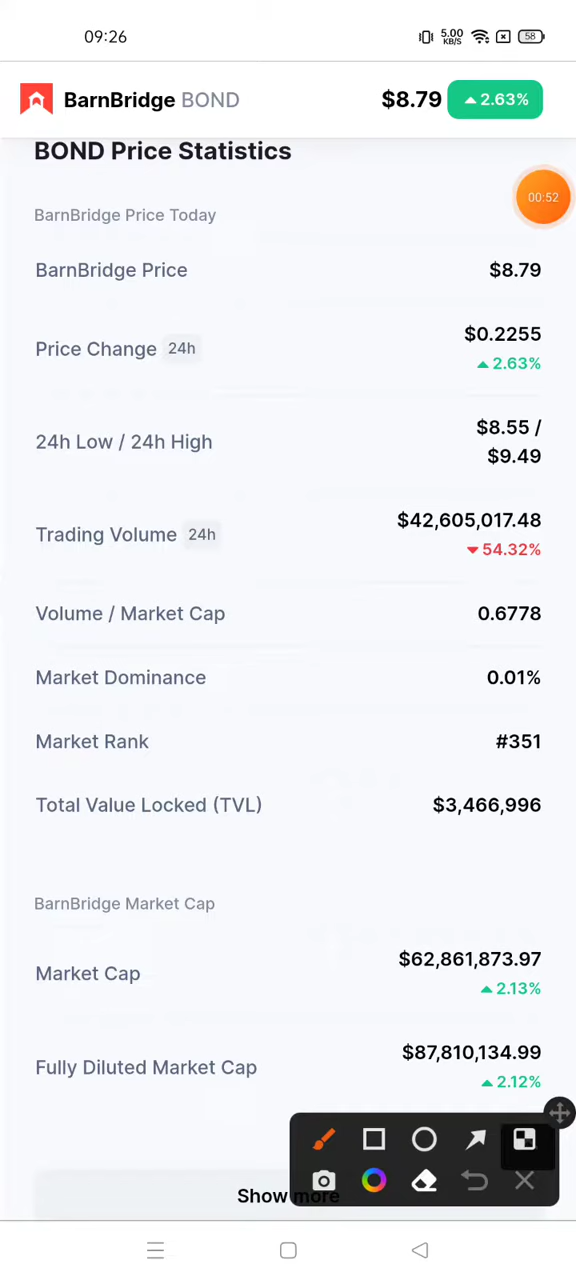 09:26
5.00
KB/S
58
BarnBridge BOND
$8.79
2.63%
BOND Price Statistics
00:52
BarnBridge Price Today
BarnBridge Price
$8.79
Price Change 24h
$0.2255
2.63%
24h Low / 24h High
$8.55 /
$9.49
Trading Volume 24h
$42,605,017.48
54.32%
Volume / Market Cap
0.6778
Market Dominance
0.01%
Market Rank
#351
Total Value Locked (TVL)
$3,466,996
BarnBridge Market Cap
Market Cap
$62,861,873.97
2.13%
Fully Diluted Market Cap
$87,810,134.99
2.12%
Show more